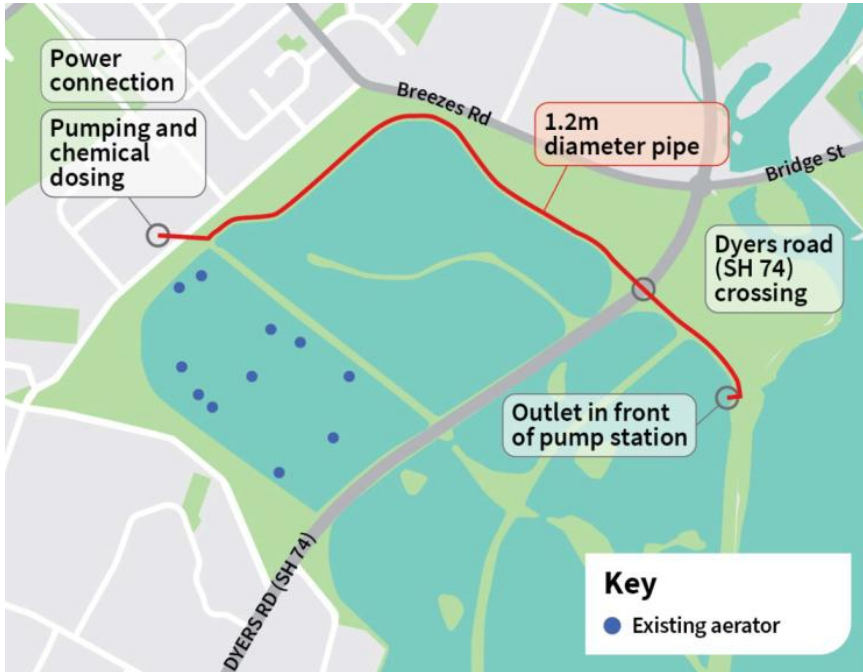 Power
connection
Pumping and
chemical
dosing
Breezes Rd
1.2m
diameter pipe
Bridge St
Dyers road
(SH 74)
crossing
Outlet in front
of pump station
DYERS RD (SH 74)
Key
Existing aerator